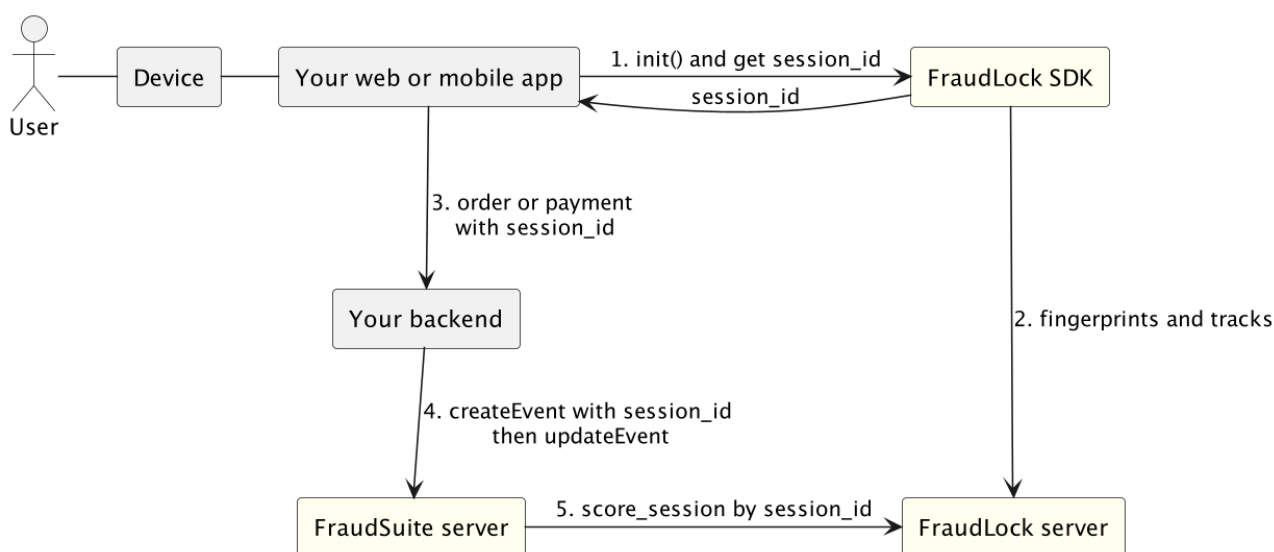 1. init() and get session_id
Device
Your web or mobile app
FraudLock SDK
session_id
User
3. order or payment
with session_id
Your backend
2. fingerprints and tracks
4. createEvent with session_id
then updateEvent
5. score_session by session_id
FraudSuite server
FraudLock server